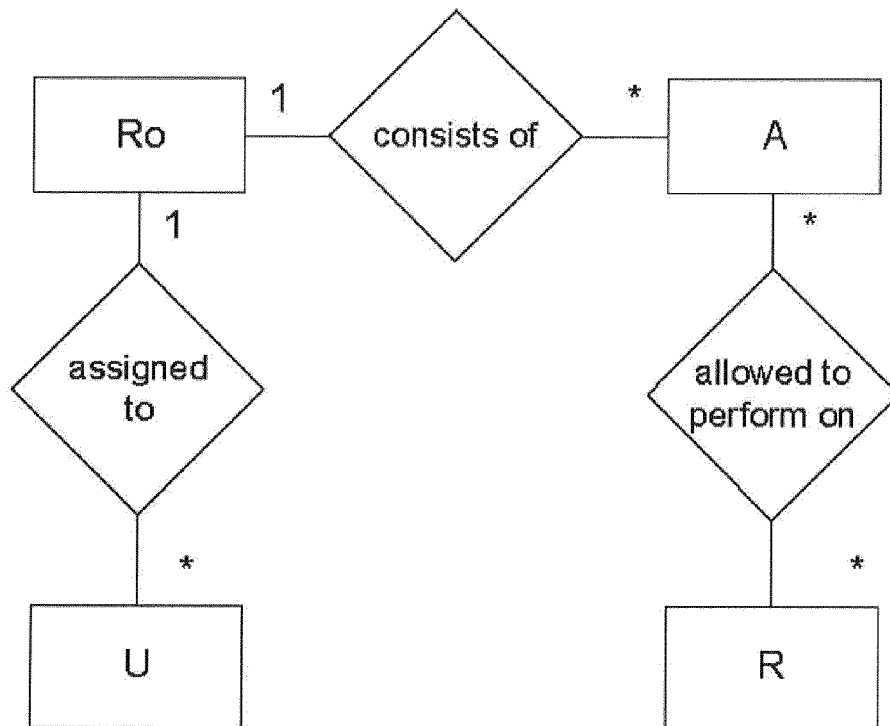 Ro
1
consists of
*
A
1
*
assigned
to
allowed to
perform on
*
*
U
R